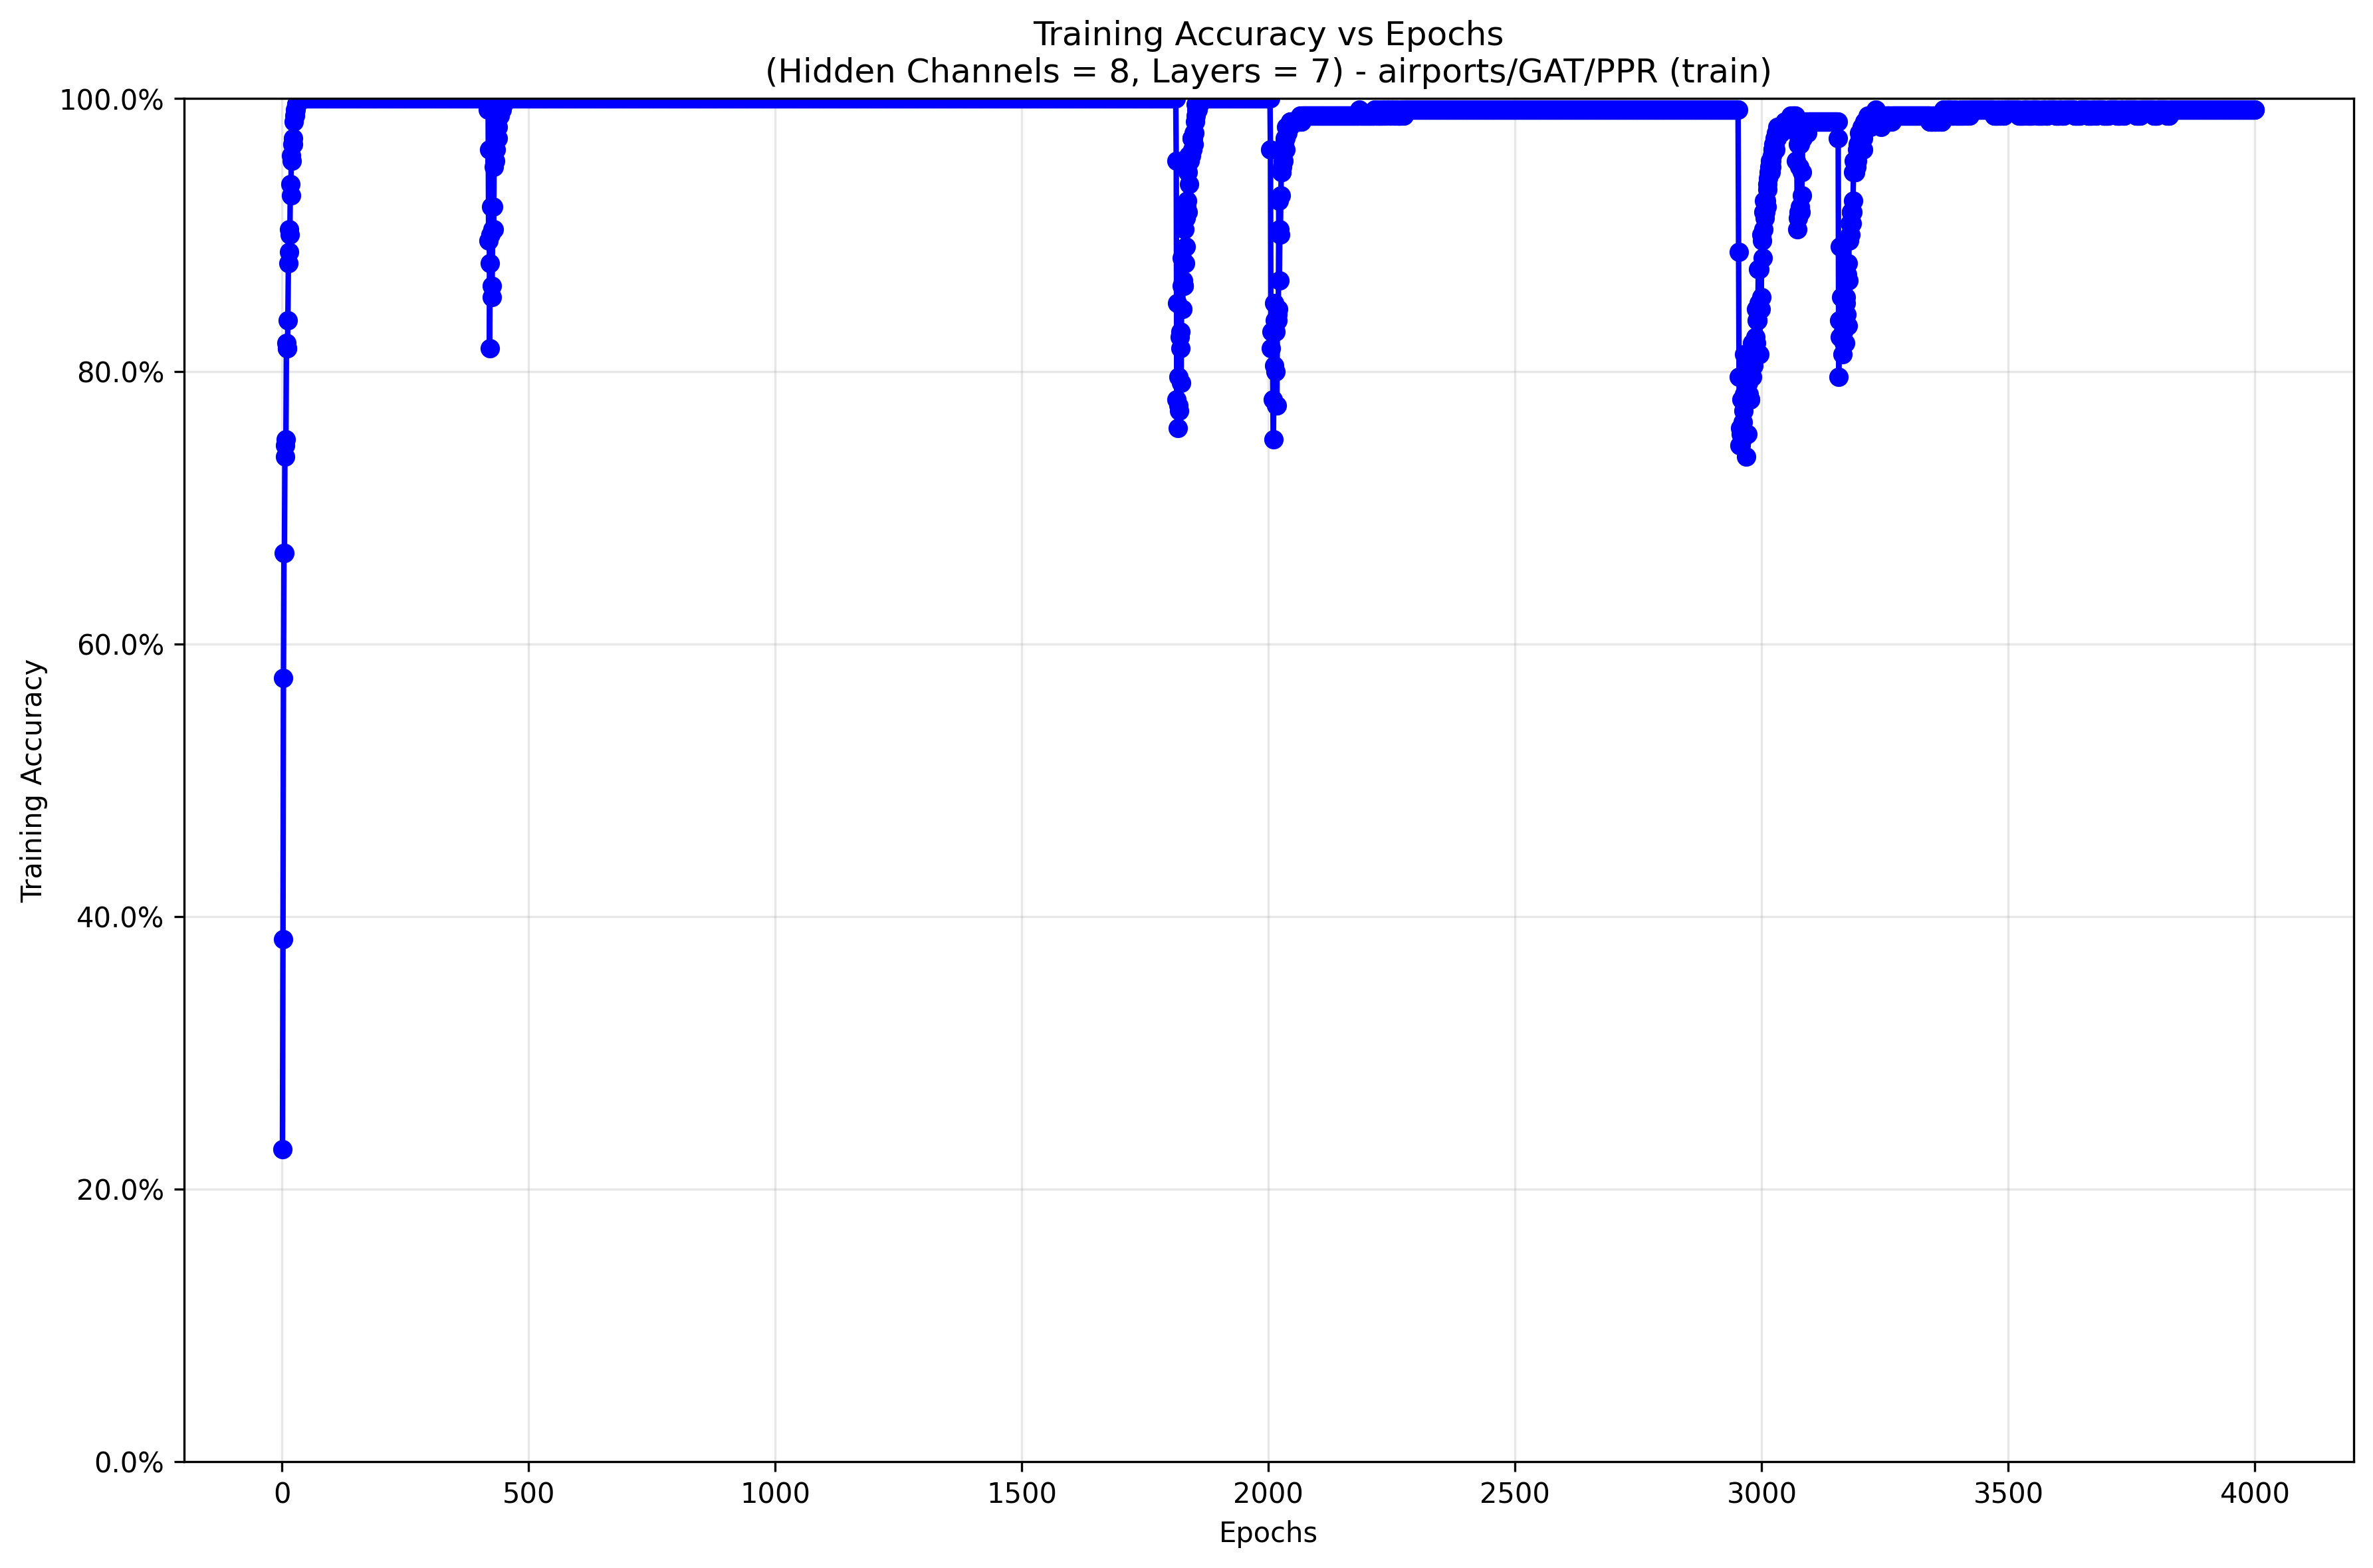 Training Accuracy vs Epochs
(Hidden Channels = 8, Layers = 7) - airports/GAT/PPR (train)
Training Accuracy
100.0%
80.0%
60.0%
40.0%
20.0%
0.0%
0 500 1000 1500 2000 2500 3000 3500 4000
Epochs